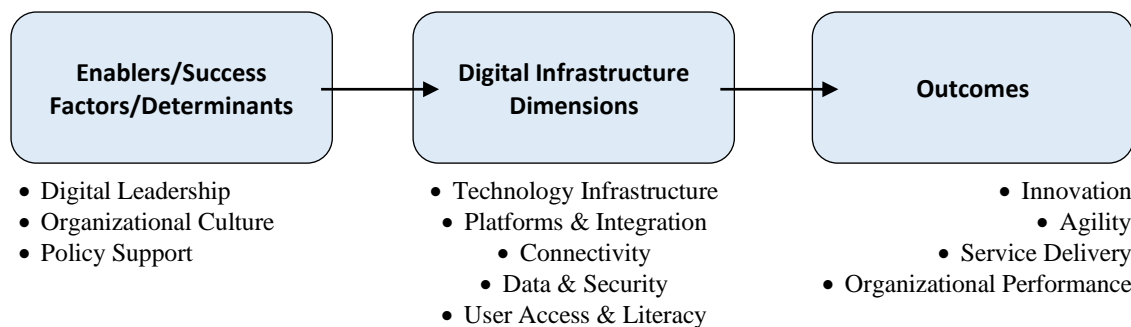 Enablers/Success
Factors/Determinants
Digital Infrastructure
Dimensions
Outcomes
• Digital Leadership
• Organizational Culture
• Policy Support
• Technology Infrastructure
• Platforms & Integration
• Connectivity
• Data & Security
• User Access & Literacy
• Innovation
• Agility
• Service Delivery
• Organizational Performance